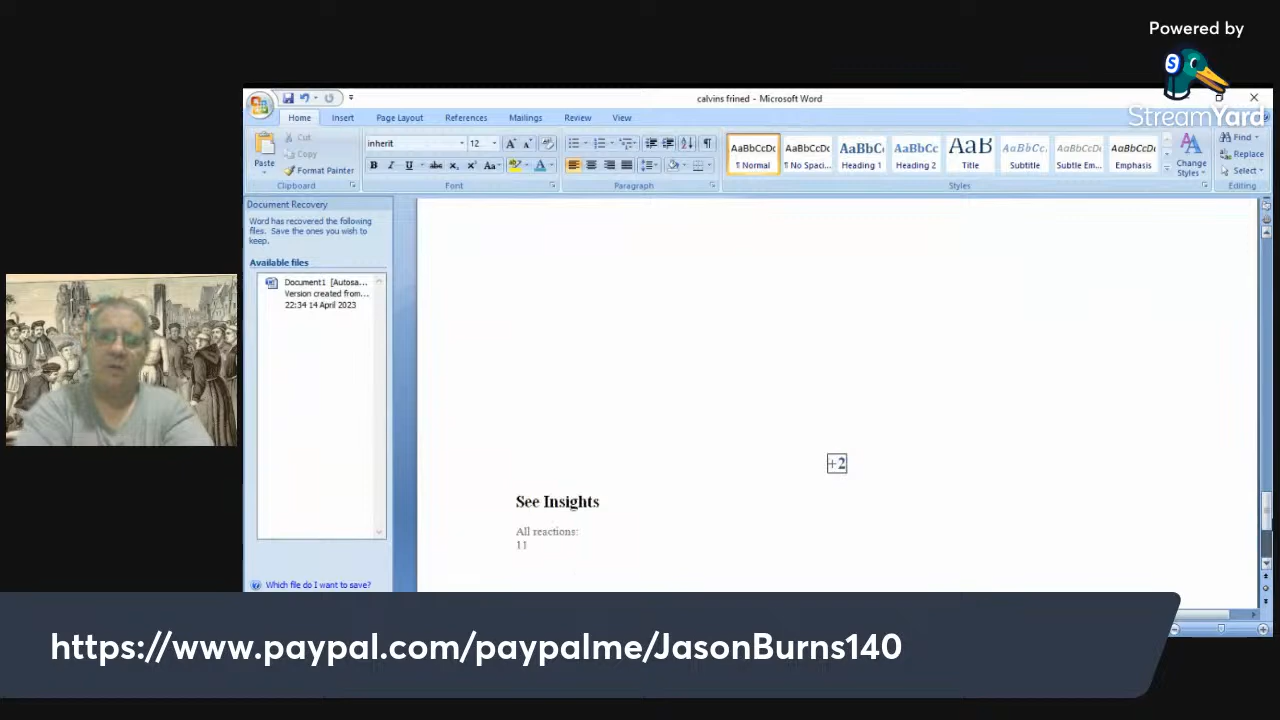 Powered by
StreamYard
calvins frined - Microsoft Word
Home Insert Page Layout References Mailings Review View
Paste
Cut
Copy
Format Painter
Clipboard
inherit 12
Font
Paragraph
AaBbCcDc AaBbCcDc AaBbC AaBbCc AaB AaBbCc. AaBbCcDc AaBbCcDc
¶ Normal ¶ No Spaci... Heading 1 Heading 2 Title Subtitle Subtle Em... Emphasis
Change
Styles
Styles
Find
Replace
Select
Editing
Document Recovery
Word has recovered the following
files. Save the ones you wish to
keep.
Available files
Document1 [Autosa...
Version created from...
22:34 14 April 2023
Which file do I want to save?
+2
See Insights
All reactions:
11
https://www.paypal.com/paypalme/JasonBurns140